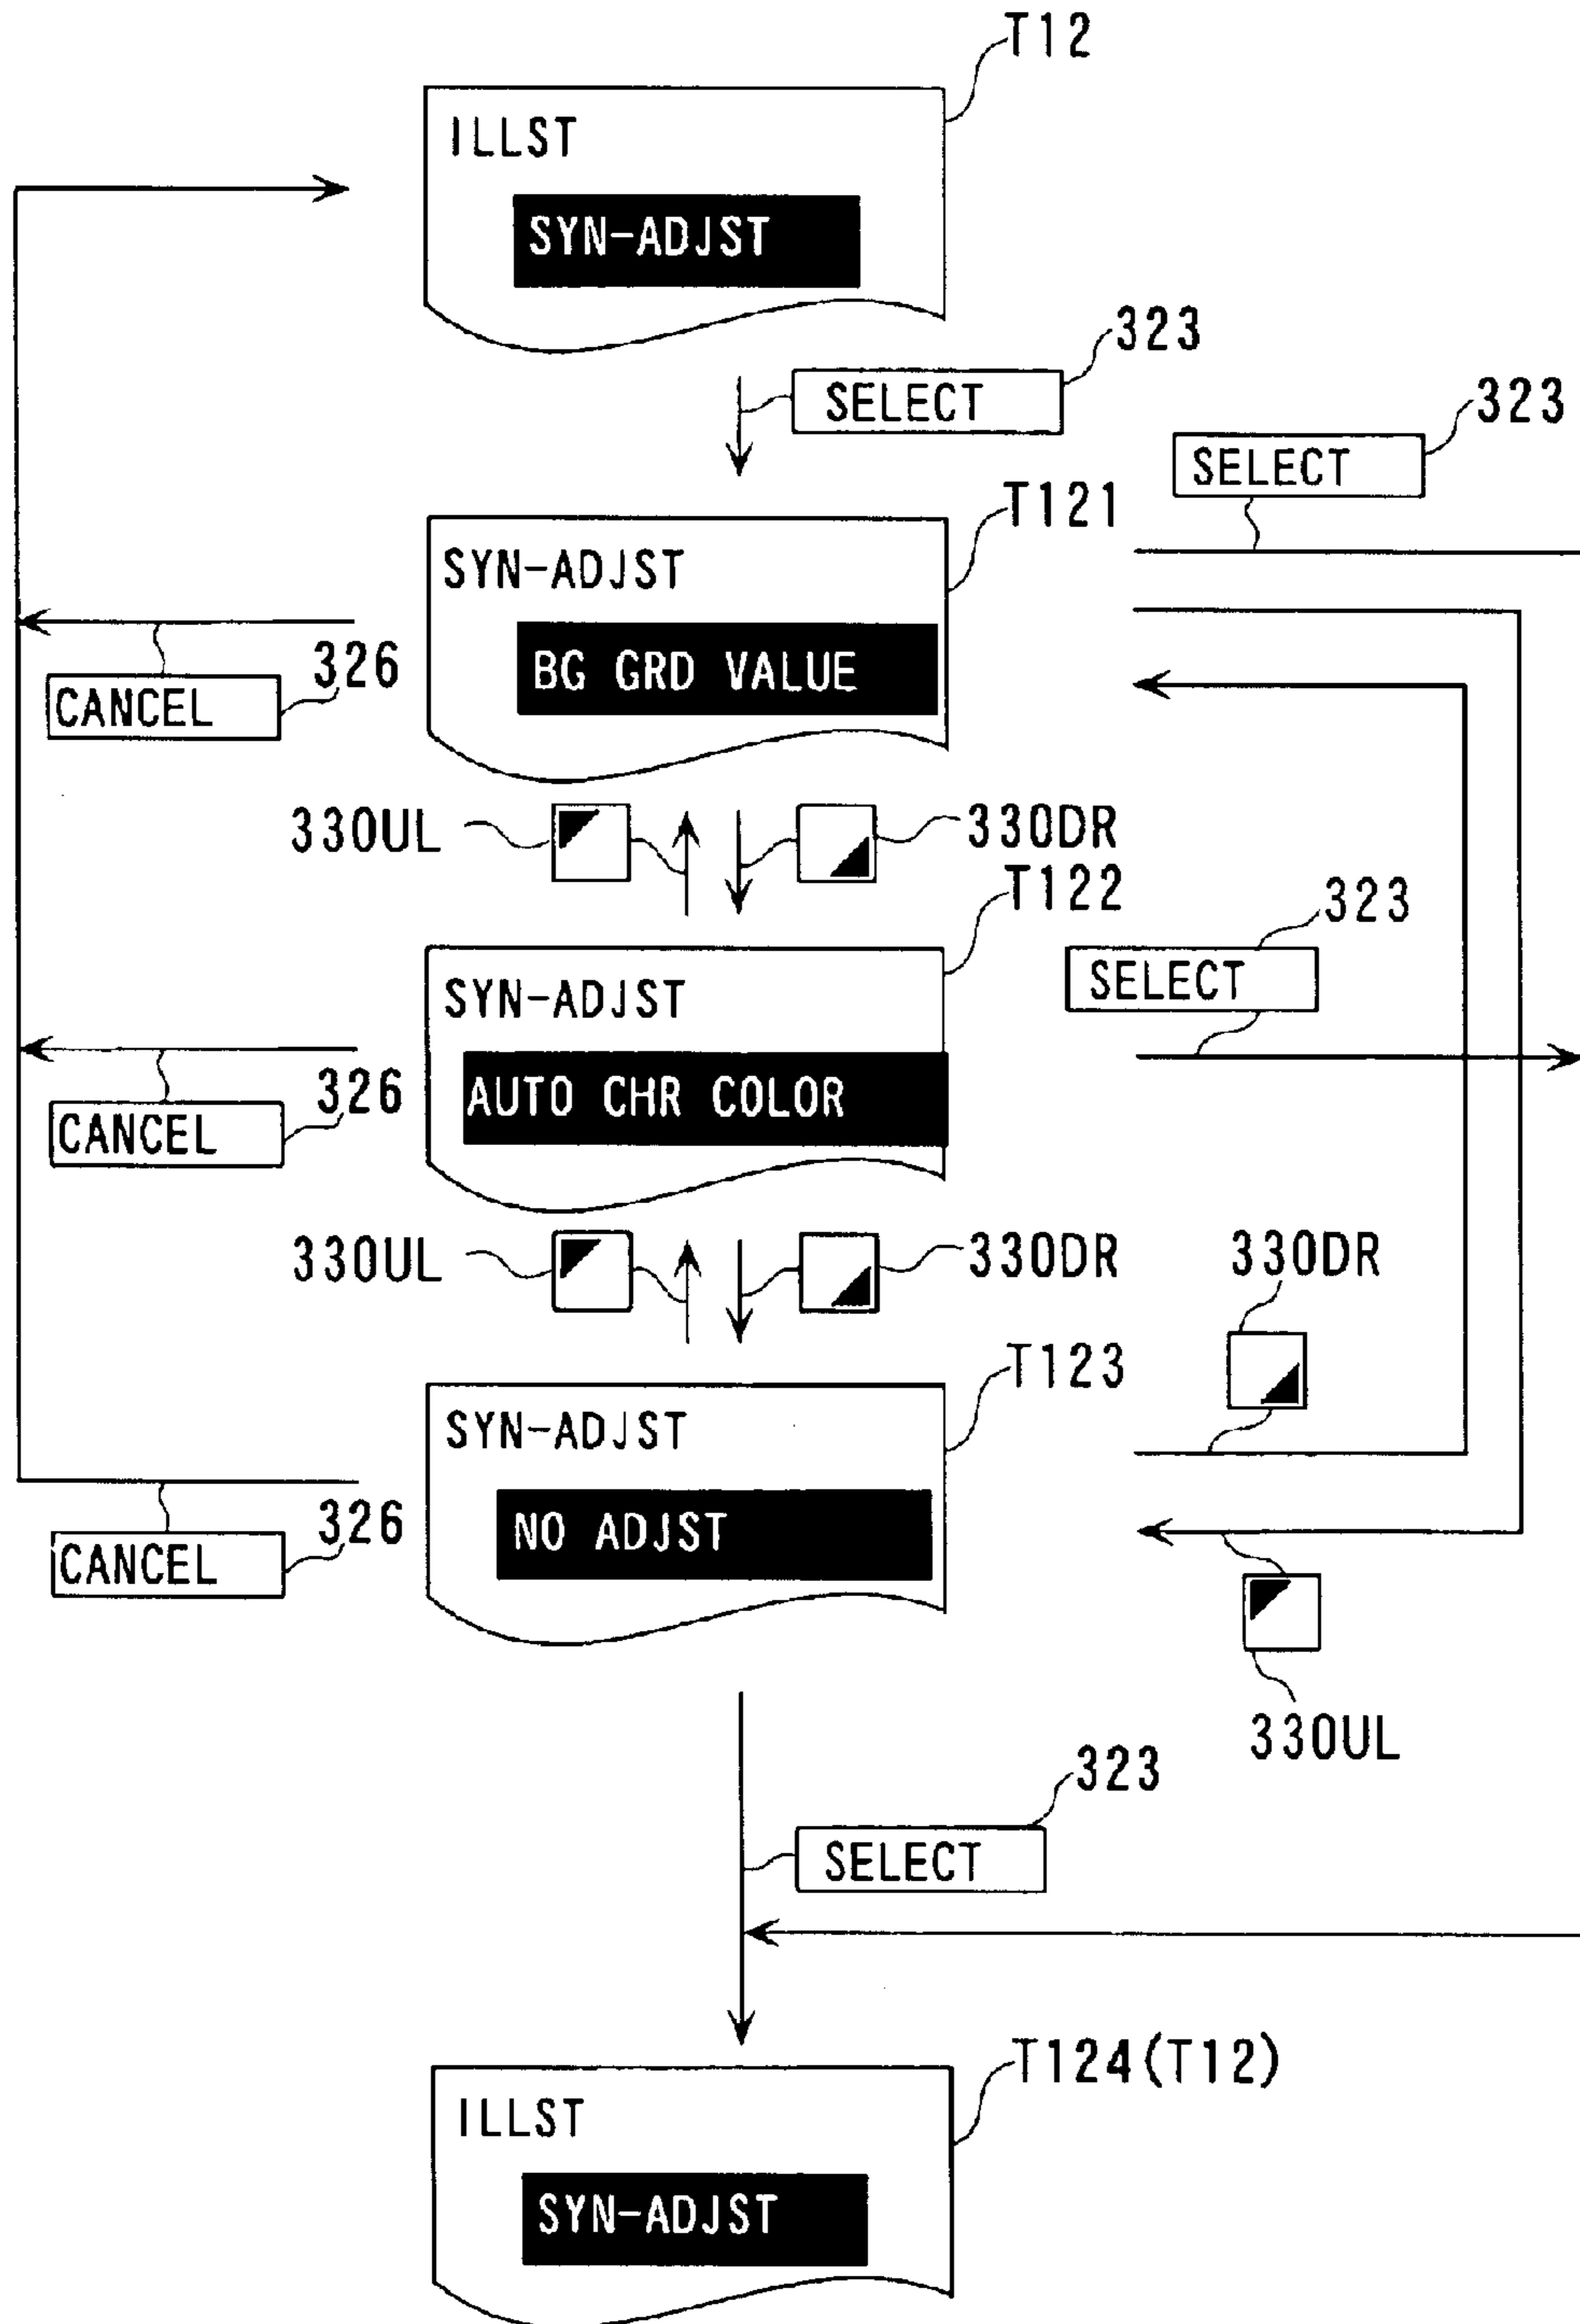 T12
ILLST
SYN-ADJST
323
SELECT
323
SELECT
T121
SYN-ADJST
BG GRD VALUE
326
CANCEL
330UL
330DR
T122
323
SELECT
SYN-ADJST
AUTO CHR COLOR
326
CANCEL
330UL
330DR
330DR
T123
SYN-ADJST
NO ADJST
326
CANCEL
330UL
323
SELECT
T124(T12)
ILLST
SYN-ADJST